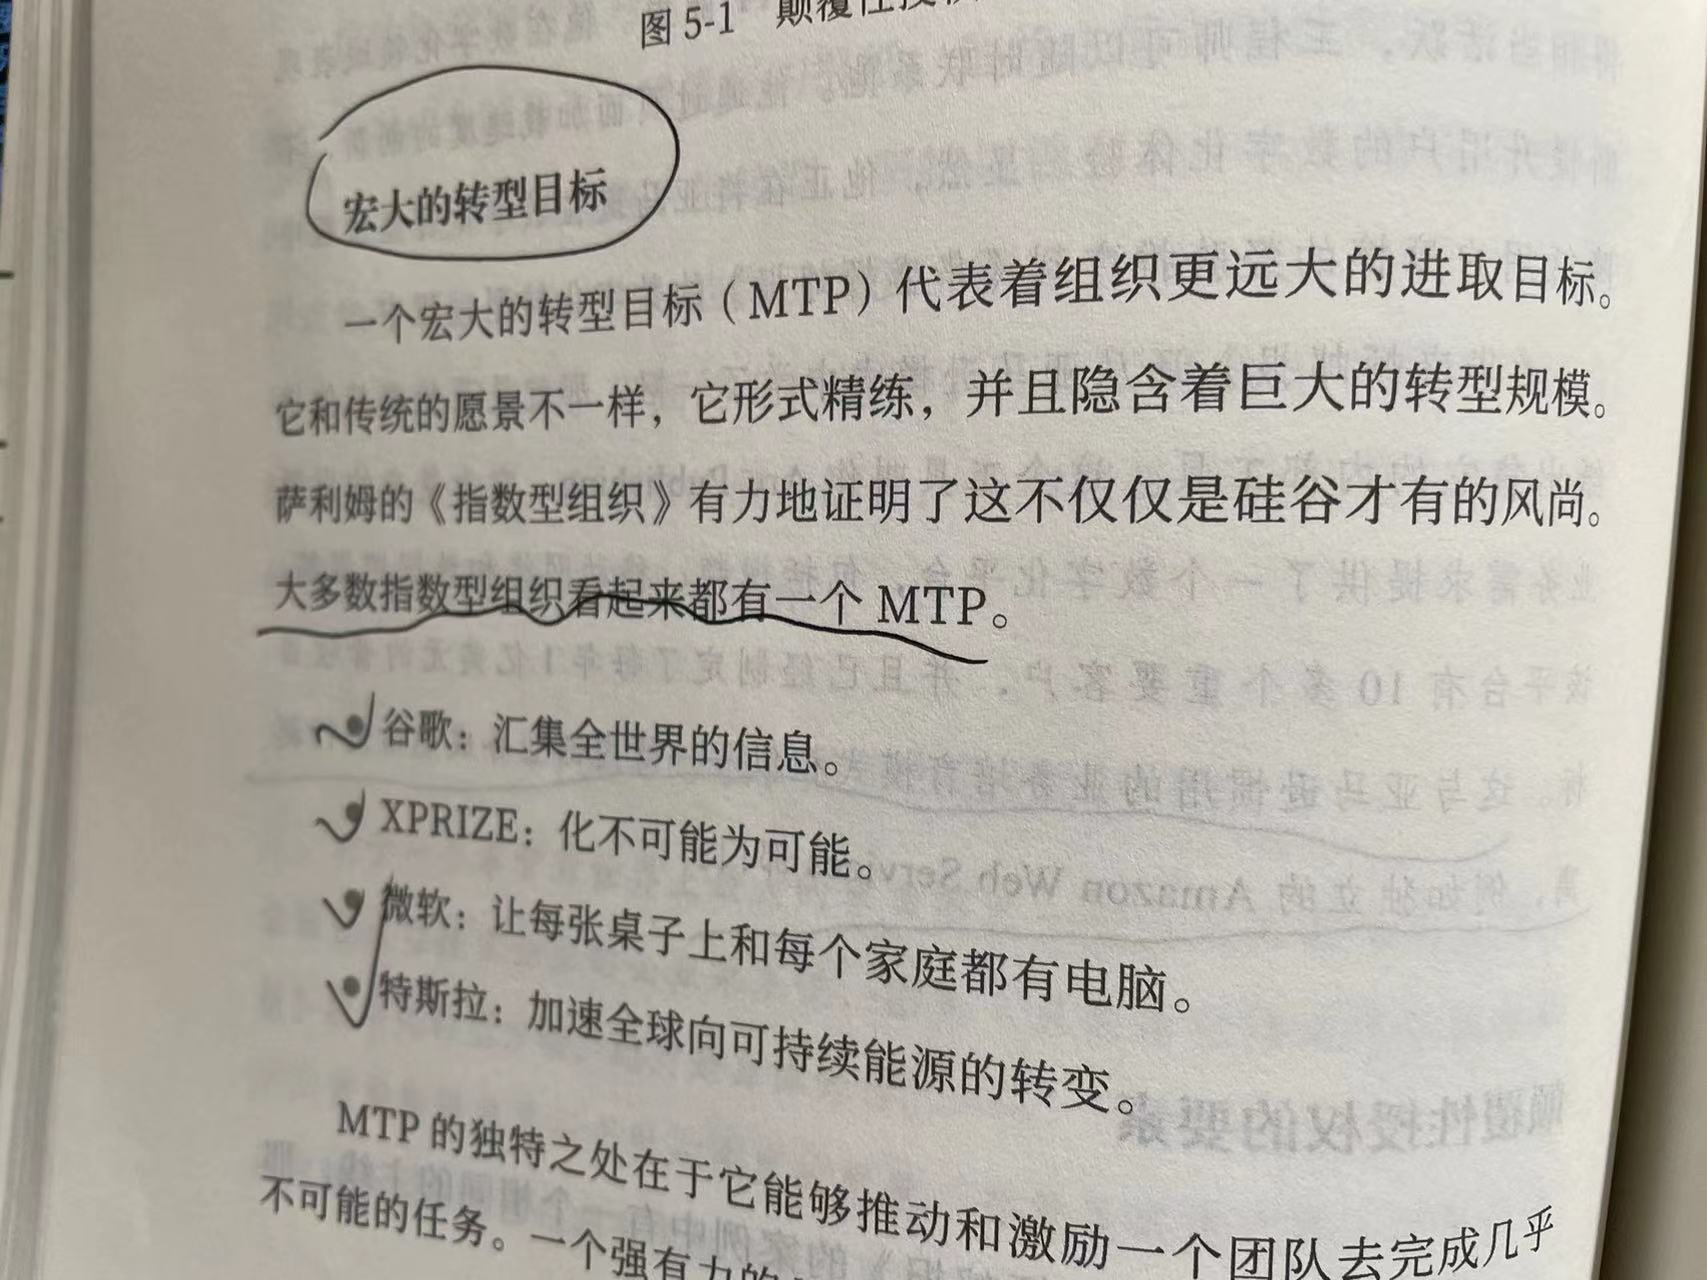 图 5-1 颠覆性授权
宏大的转型目标
一个宏大的转型目标（MTP）代表着组织更远大的进取目标。
它和传统的愿景不一样，它形式精练，并且隐含着巨大的转型规模。
萨利姆的《指数型组织》有力地证明了这不仅仅是硅谷才有的风尚。
大多数指数型组织看起来都有一个 MTP。
谷歌：汇集全世界的信息。
XPRIZE：化不可能为可能。
微软：让每张桌子上和每个家庭都有电脑。
特斯拉：加速全球向可持续能源的转变。
MTP 的独特之处在于它能够推动和激励一个团队去完成几乎
不可能的任务。一个强有力的